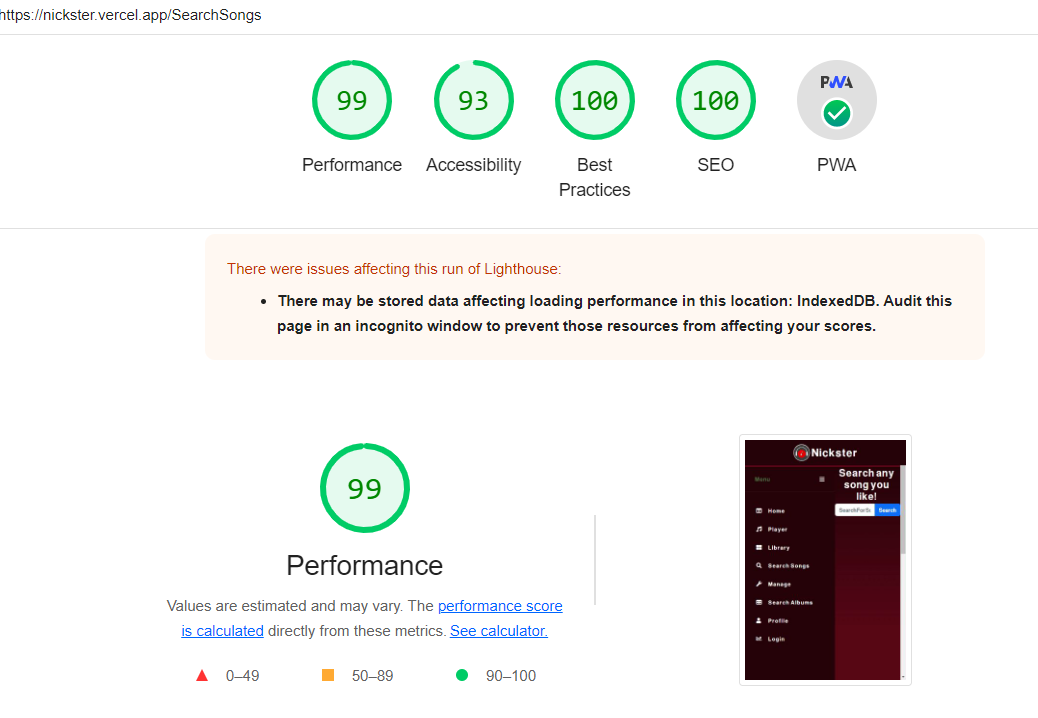 https://nickster.vercel.app/SearchSongs
99
93
100
100
PWA
Performance
Accessibility
Best
Practices
SEO
PWA
There were issues affecting this run of Lighthouse:
• There may be stored data affecting loading performance in this location: IndexedDB. Audit this
page in an incognito window to prevent those resources from affecting your scores.
99
Performance
Values are estimated and may vary. The performance score
is calculated directly from these metrics. See calculator.
0–49
50–89
90–100
Nickster
Menu
Search any
song you
like!
SearchForSo
Search
Home
Player
Library
Search Songs
Manage
Search Albums
Profile
Login